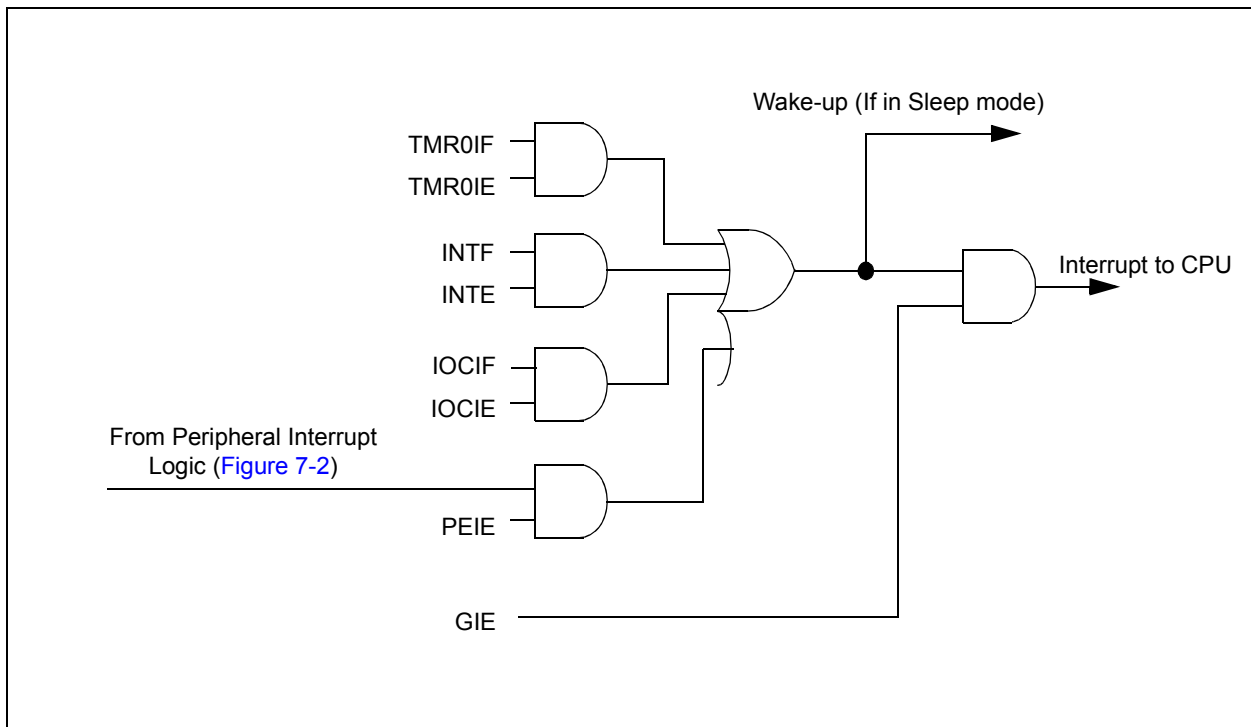 Wake-up (If in Sleep mode)
TMR0IF
TMR0IE
INTF
INTE
Interrupt to CPU
IOCIF
IOCIE
From Peripheral Interrupt
Logic (Figure 7-2)
PEIE
GIE